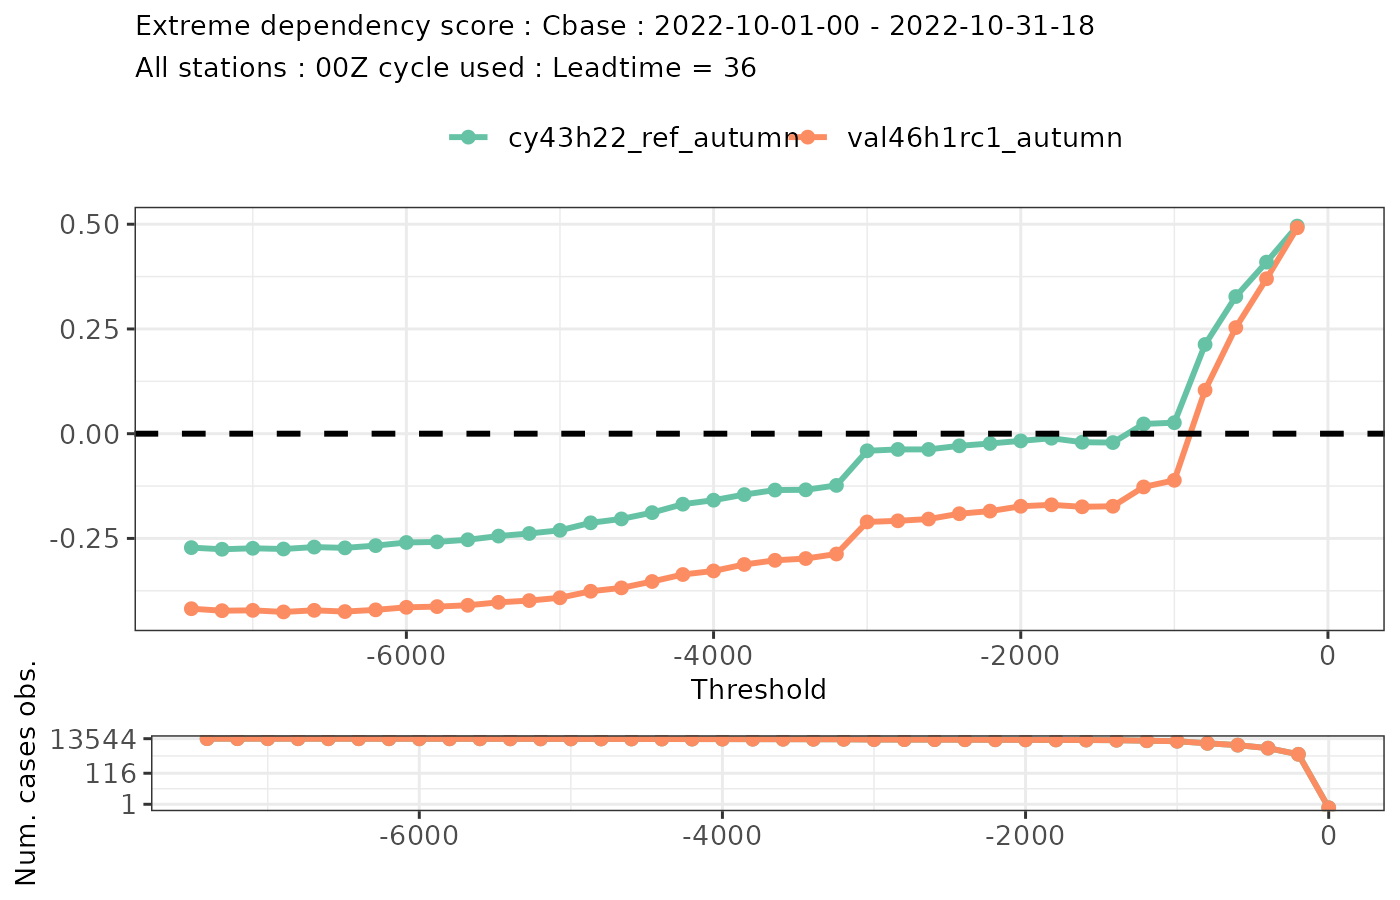 Extreme dependency score : Cbase : 2022-10-01-00 - 2022-10-31-18
All stations : 00Z cycle used : Leadtime = 36
cy43h22_ref_autumn val46h1rc1_autumn
0.50
0.25
0.00
-0.25
-6000 -4000 -2000 0
Threshold
Num. cases obs.
13544
116
1
-6000 -4000 -2000 0